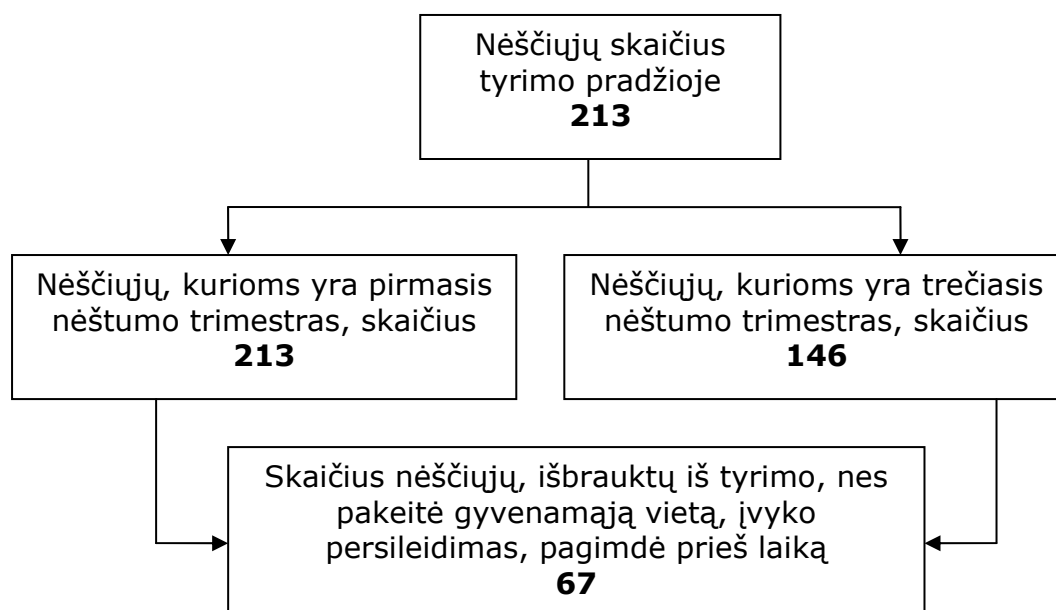 Nėščiųjų skaičius
tyrimo pradžioje
213
Nėščiųjų, kurioms yra pirmasis
nėštumo trimestras, skaičius
213
Nėščiųjų, kurioms yra trečiasis
nėštumo trimestras, skaičius
146
Skaičius nėščiųjų, išbrauktų iš tyrimo, nes
pakeitė gyvenamąją vietą, įvyko
persileidimas, pagimdė prieš laiką
67